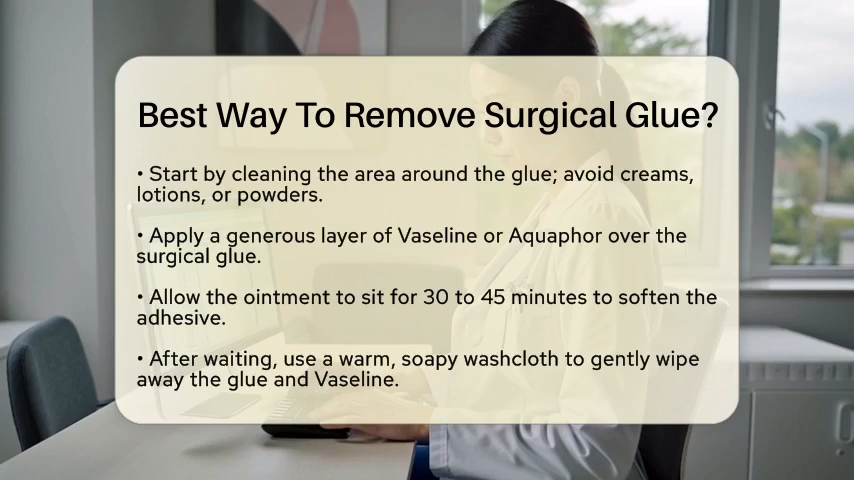 Best Way To Remove Surgical Glue?
• Start by cleaning the area around the glue; avoid creams,
lotions, or powders.
• Apply a generous layer of Vaseline or Aquaphor over the
surgical glue.
• Allow the ointment to sit for 30 to 45 minutes to soften the
adhesive.
• After waiting, use a warm, soapy washcloth to gently wipe
away the glue and Vaseline.